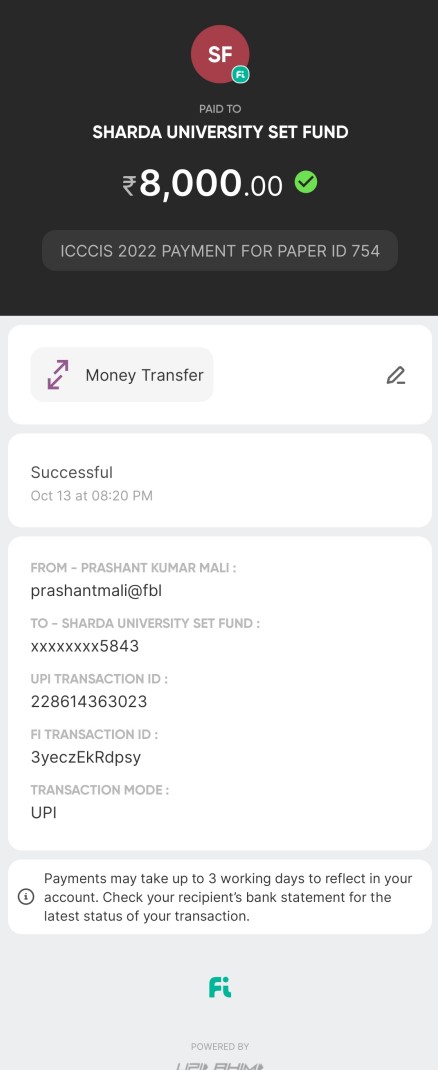 SF
Fi
PAID TO
SHARDA UNIVERSITY SET FUND
₹8,000.00
ICCCIS 2022 PAYMENT FOR PAPER ID 754
Money Transfer
Successful
Oct 13 at 08:20 PM
FROM – PRASHANT KUMAR MALI :
prashantmali@fbl
TO – SHARDA UNIVERSITY SET FUND :
xxxxxxxx5843
UPI TRANSACTION ID :
228614363023
FI TRANSACTION ID :
3yeczEkRdpsy
TRANSACTION MODE :
UPI
Payments may take up to 3 working days to reflect in your
account. Check your recipient’s bank statement for the
latest status of your transaction.
Fi
POWERED BY